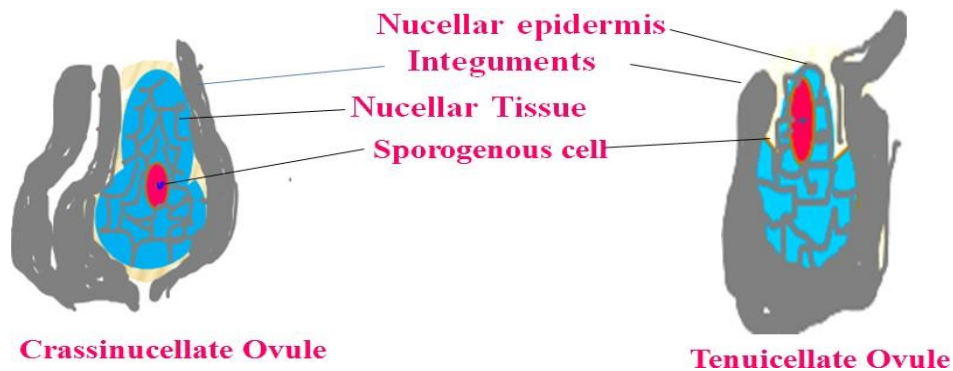 Nucellar epidermis
Integuments
Nucellar Tissue
Sporogenous cell
Crassinucellate Ovule
Tenuicellate Ovule